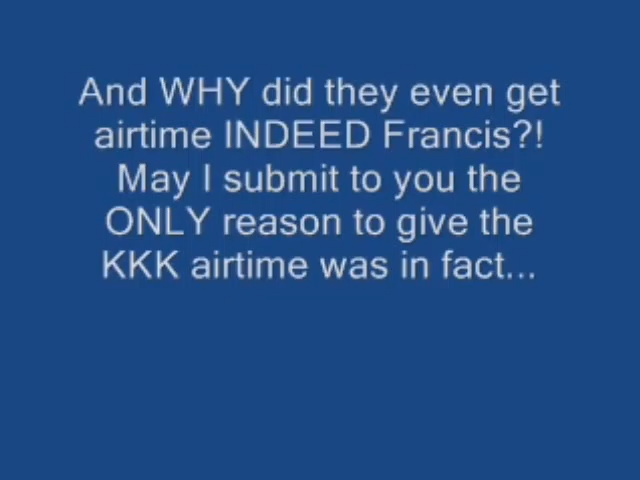 And WHY did they even get
airtime INDEED Francis?!
May I submit to you the
ONLY reason to give the
KKK airtime was in fact...